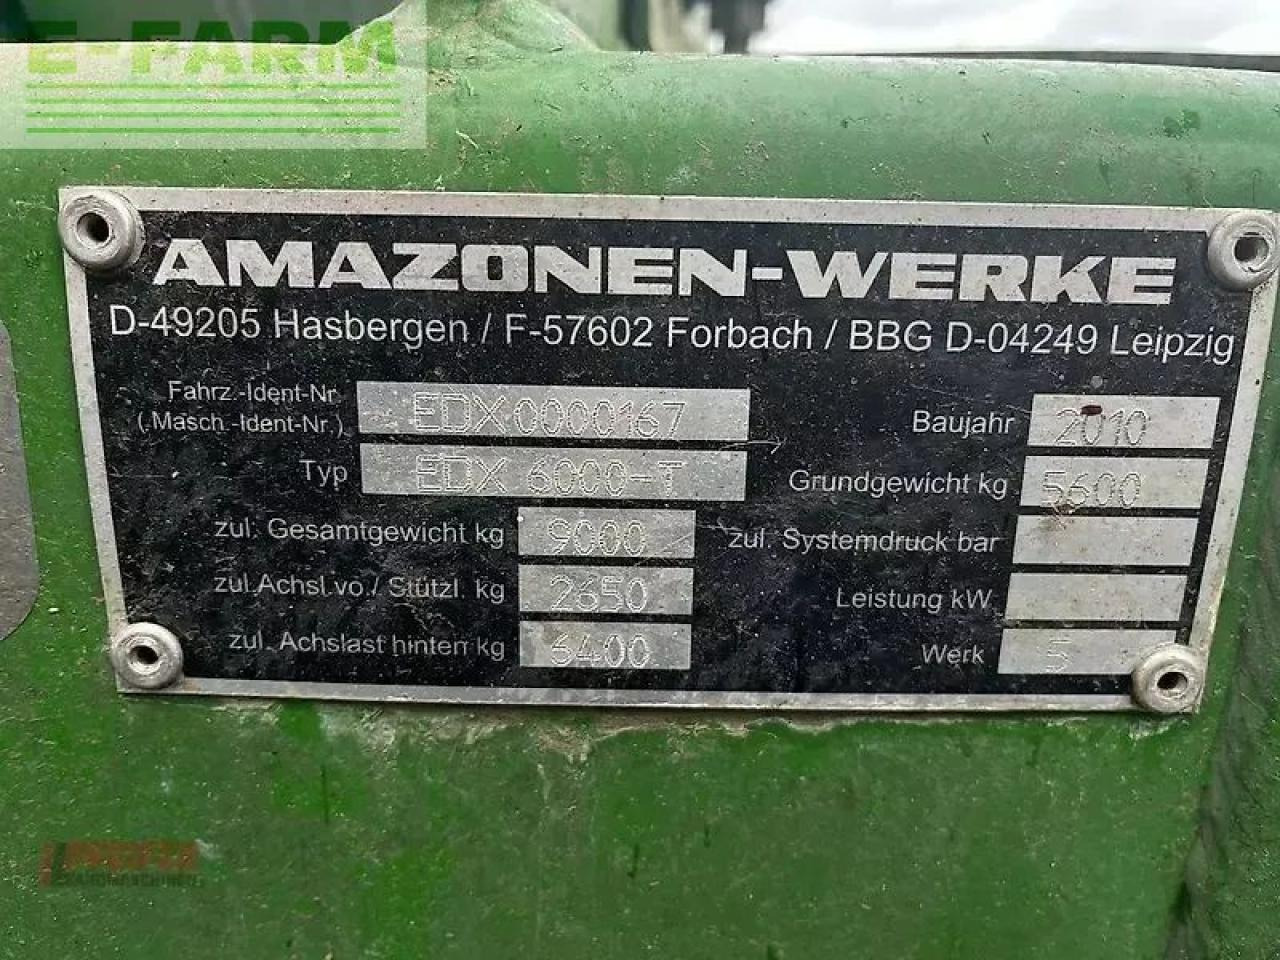 E-FARM
AMAZONEN-WERKE
D-49205 Hasbergen / F-57602 Forbach / BBG D-04249 Leipzig
Fahrz.-Ident-Nr.
(.Masch.-Ident-Nr.) EDX0000167
Baujahr 2010
Typ EDX 6000-T
Grundgewicht kg 5600
zul. Gesamtgewicht kg 9000
zul. Systemdruck bar
zul.Achsl.vo./ Stützl. kg 2650
Leistung kW
zul. Achslast hinten kg 6400
Werk 5
LANDMASCHINEN